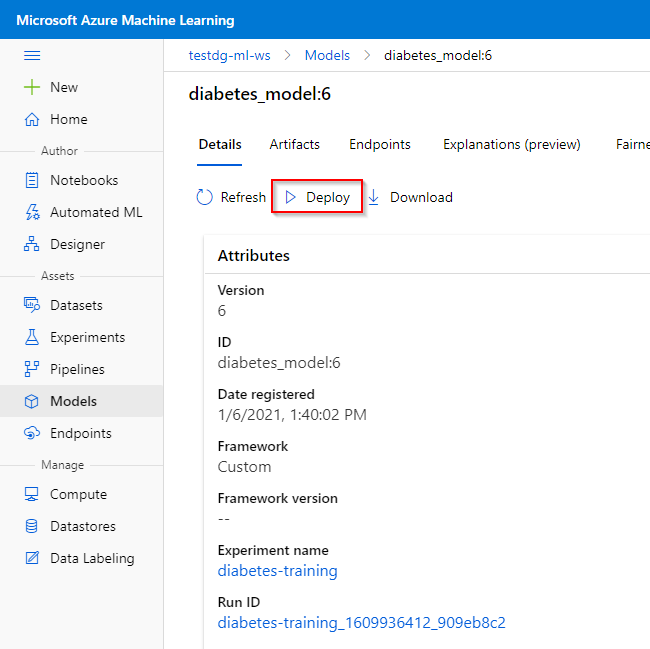 Microsoft Azure Machine Learning
testdg-ml-ws > Models > diabetes_model:6
New
Home
Author
Notebooks
Automated ML
Designer
Assets
Datasets
Experiments
Pipelines
Models
Endpoints
Manage
Compute
Datastores
Data Labeling
diabetes_model:6
Details Artifacts Endpoints Explanations (preview) Fairne
Refresh Deploy Download
Attributes
Version
6
ID
diabetes_model:6
Date registered
1/6/2021, 1:40:02 PM
Framework
Custom
Framework version
--
Experiment name
diabetes-training
Run ID
diabetes-training_1609936412_909eb8c2